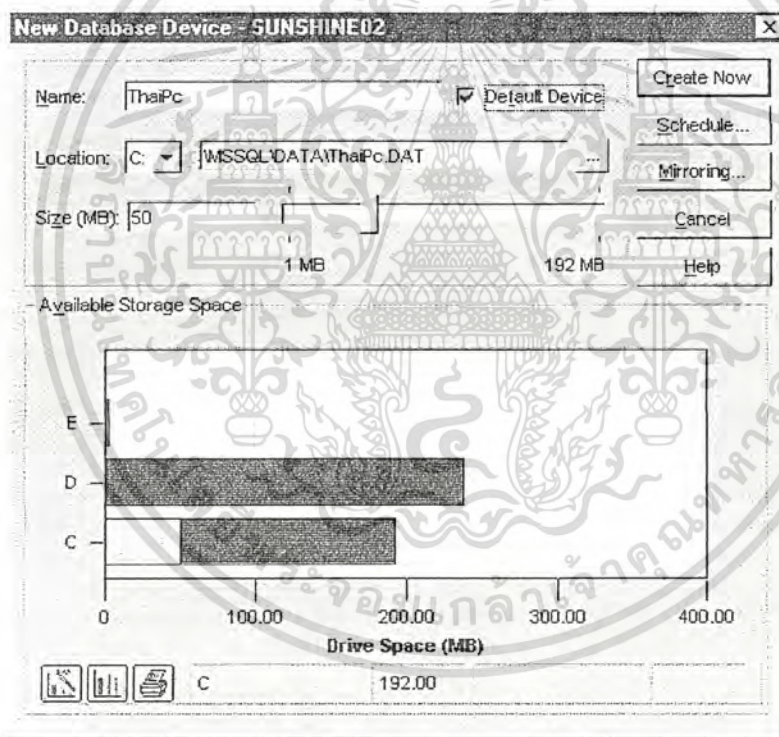 New Database Device - SUNSHINE02
Name: ThaiPc
Default Device
Location: C: \MSSQL\DATA\ThaiPc.DAT ...
Size (MB): 50
1 MB 192 MB
Create Now
Schedule...
Mirroring...
Cancel
Help
Available Storage Space
E
D
C
0 100.00 200.00 300.00 400.00
Drive Space (MB)
C 192.00